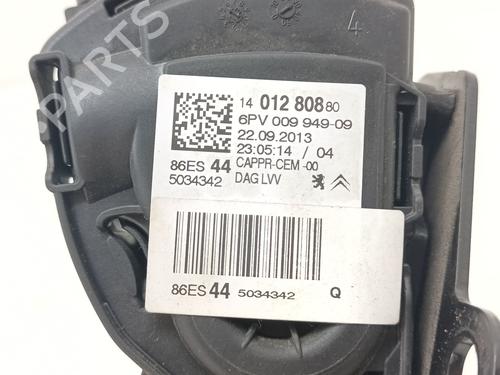 B-PARTS
4
14 012 808 80
6PV 009 949-09
22.09.2013
23:05:14 / 04
86ES 44 CAPPR-CEM -00
5034342 DAG LVV
86ES 44 5034342 Q